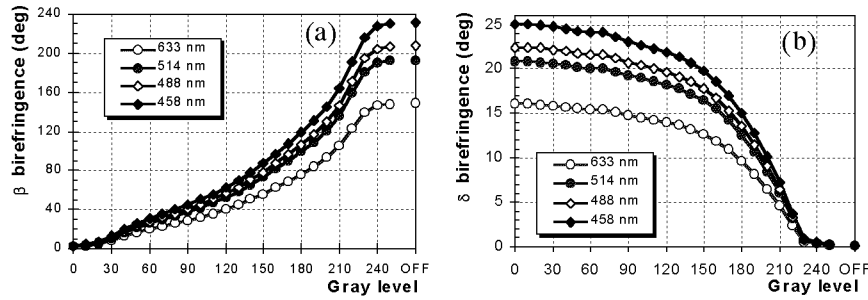 (a)
β birefringence (deg)
240
200
160
120
80
40
0
633 nm
514 nm
488 nm
458 nm
0 30 60 90 120 150 180 210 240 OFF
Gray level
(b)
δ birefringence (deg)
25
20
15
10
5
0
633 nm
514 nm
488 nm
458 nm
0 30 60 90 120 150 180 210 240 OFF
Gray level